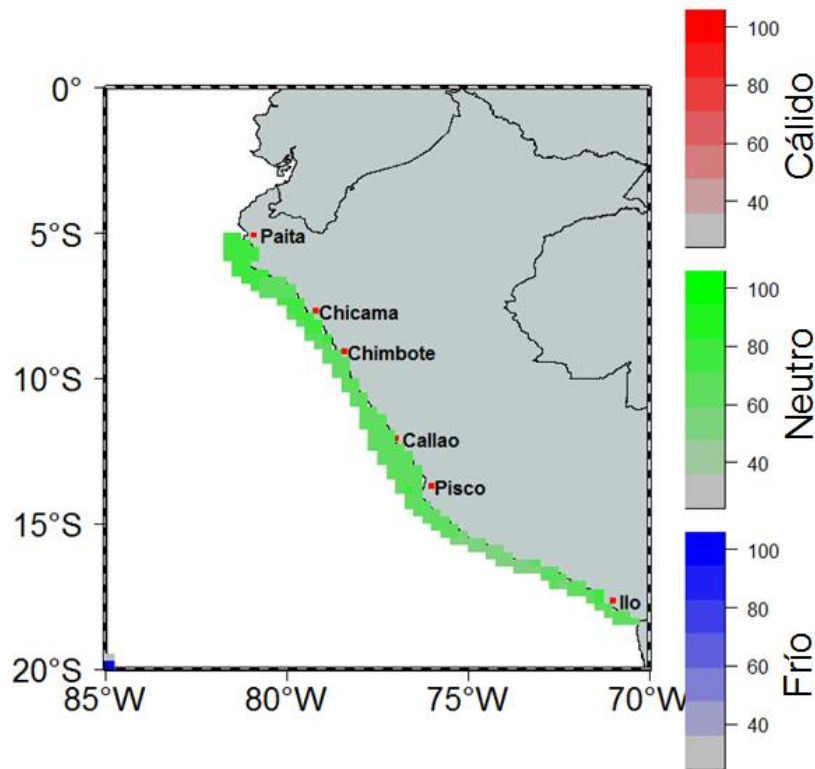 0°
5°S
10°S
15°S
20°S
85°W
80°W
75°W
70°W
Paita
Chicama
Chimbote
Callao
Pisco
Ilo
100
80
60
40
Cálido
100
80
60
40
Neutro
100
80
60
40
Frío